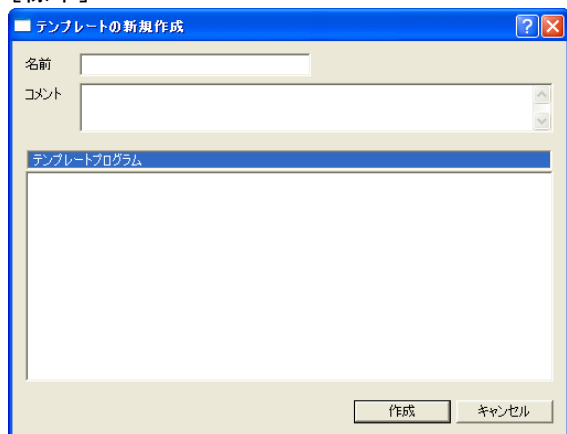 テンプレートの新規作成
名前
コメント
テンプレートプログラム
作成 キャンセル